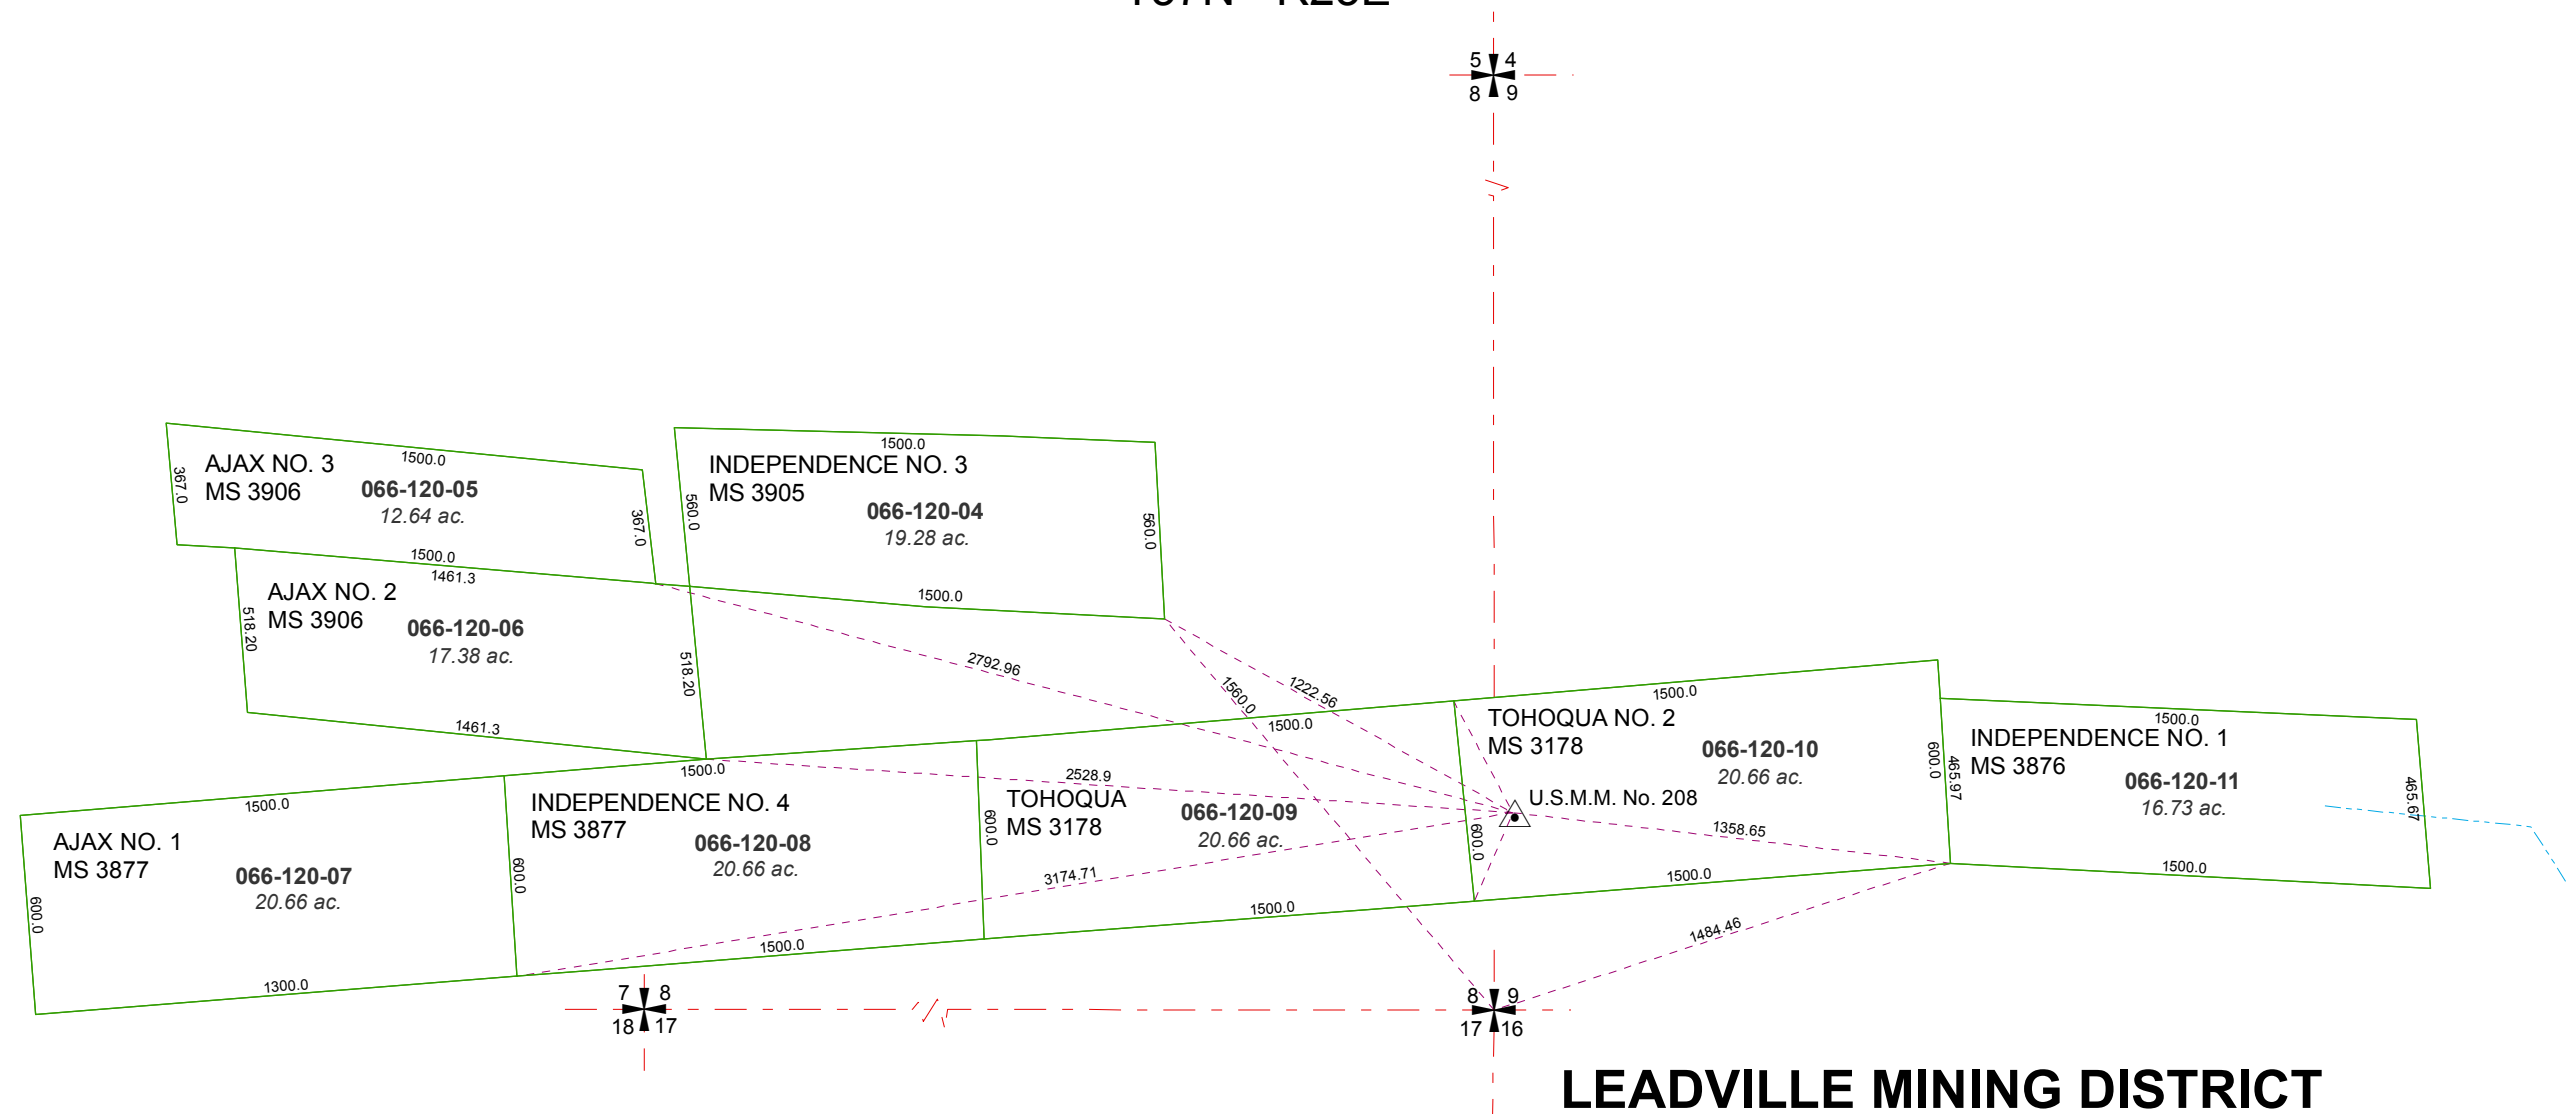 5 4
8 9
AJAX NO. 3
MS 3906
066-120-05
12.64 ac.
1500.0
367.0
367.0
1500.0
INDEPENDENCE NO. 3
MS 3905
066-120-04
19.28 ac.
1500.0
560.0
560.0
1500.0
AJAX NO. 2
MS 3906
066-120-06
17.38 ac.
1461.3
518.20
518.20
1461.3
2792.96
1560.0
1222.56
2528.9
3174.71
AJAX NO. 1
MS 3877
066-120-07
20.66 ac.
1500.0
600.0
1300.0
INDEPENDENCE NO. 4
MS 3877
066-120-08
20.66 ac.
1500.0
600.0
1500.0
TOHOQUA
MS 3178
066-120-09
20.66 ac.
1500.0
600.0
1500.0
TOHOQUA NO. 2
MS 3178
066-120-10
20.66 ac.
1500.0
600.0
600.0
1500.0
U.S.M.M. No. 208
1358.65
1484.46
INDEPENDENCE NO. 1
MS 3876
066-120-11
16.73 ac.
1500.0
465.97
465.67
1500.0
7 8
18 17
8 9
17 16
LEADVILLE MINING DISTRICT